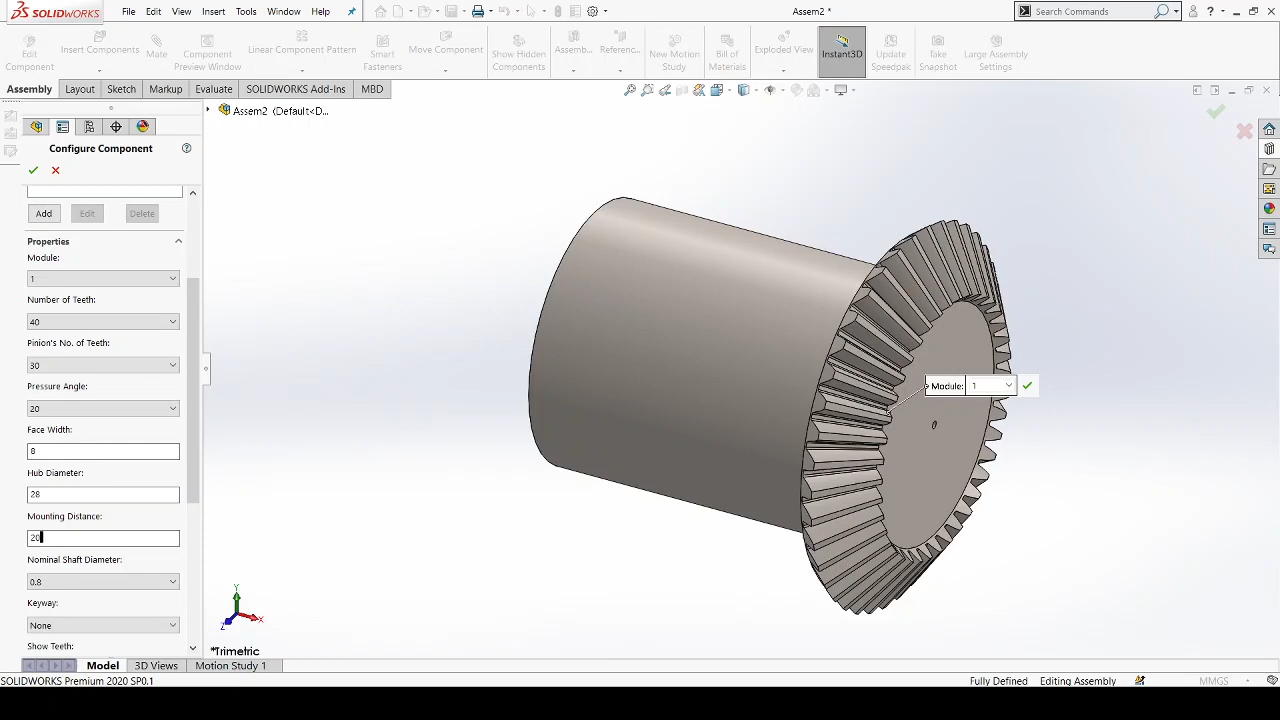 SOLIDWORKS File Edit View Insert Tools Window Help Assem2 * Search Commands
Edit Component Insert Components Mate Component Preview Window Linear Component Pattern Smart Fasteners Move Component Show Hidden Components Assemb... Referenc... New Motion Study Bill of Materials Exploded View Instant3D Update Speedpak Take Snapshot Large Assembly Settings
Assembly Layout Sketch Markup Evaluate SOLIDWORKS Add-Ins MBD
Assem2 (Default<D...
Configure Component
Add Edit Delete
Properties
Module:
1
Number of Teeth:
40
Pinion's No. of Teeth:
30
Pressure Angle:
20
Face Width:
8
Hub Diameter:
28
Mounting Distance:
20
Nominal Shaft Diameter:
0.8
Keyway:
None
Show Teeth:
Module: 1
Y
X
Z
*Trimetric
Model 3D Views Motion Study 1
SOLIDWORKS Premium 2020 SP0.1 Fully Defined Editing Assembly MMGS